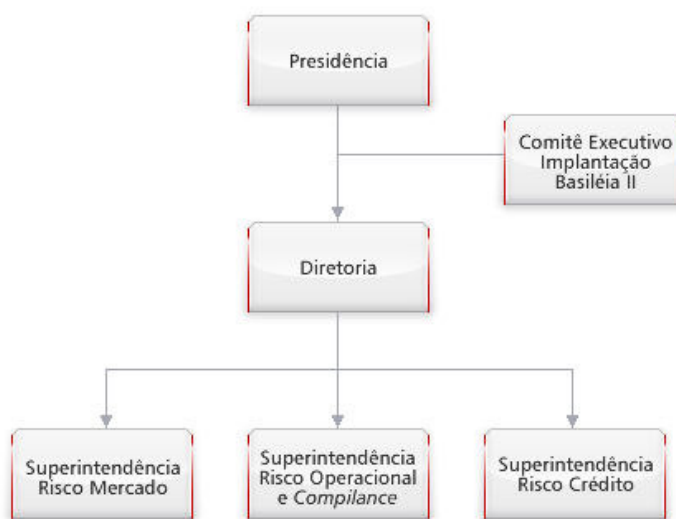 Presidência
Comitê Executivo
Implantação
Basiléia II
Diretoria
Superintendência
Risco Mercado
Superintendência
Risco Operacional
e Compilance
Superintendência
Risco Crédito